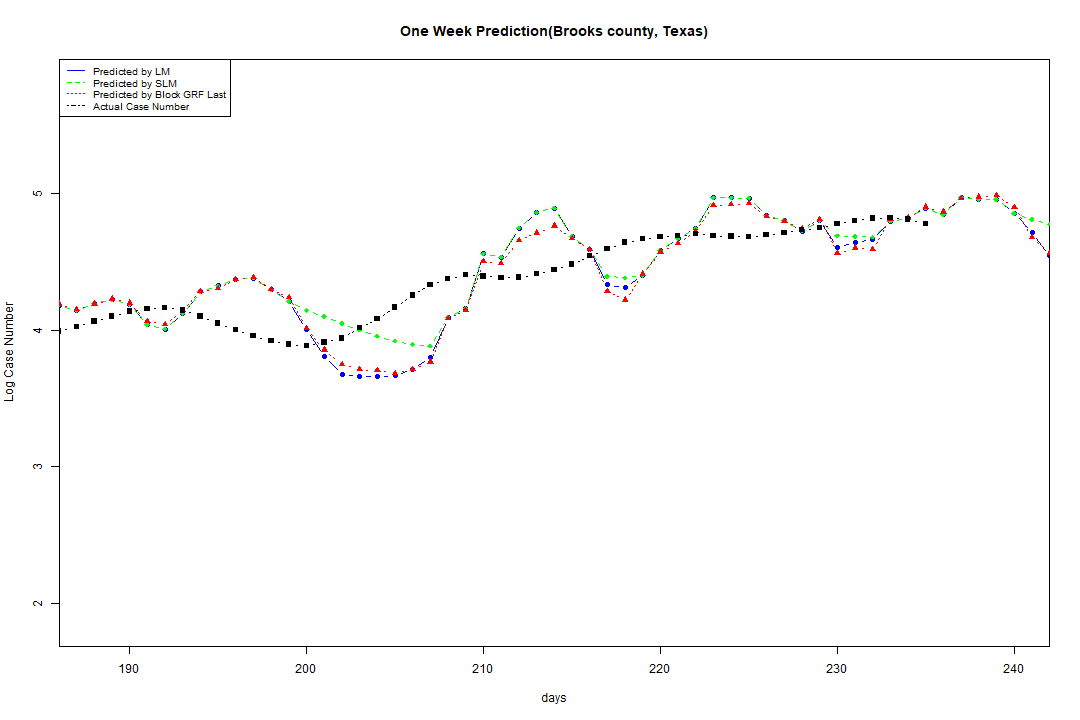 One Week Prediction(Brooks county, Texas)
Predicted by LM
Predicted by SLM
Predicted by Block GRF Last
Actual Case Number
5
4
3
2
Log Case Number
190 200 210 220 230 240
days